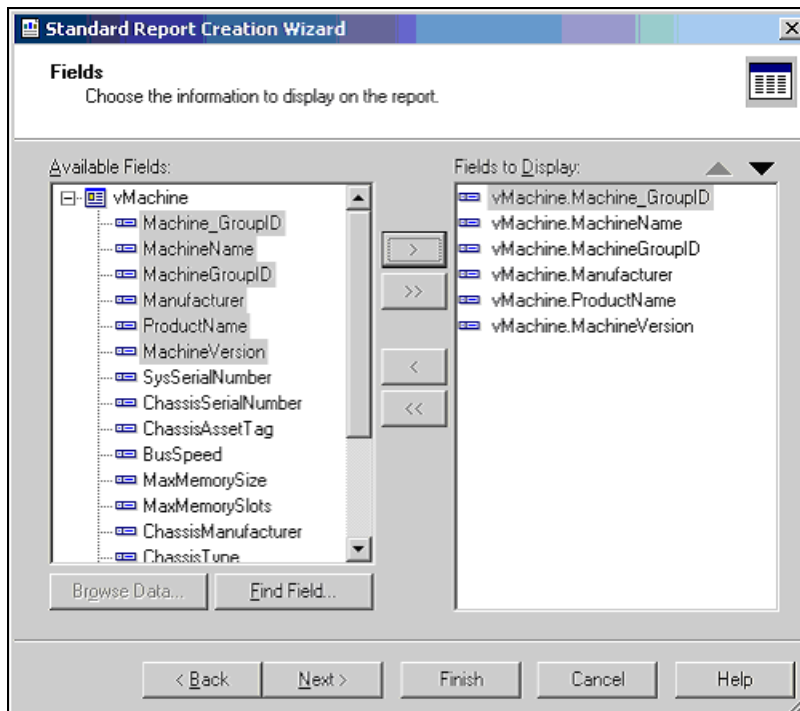 Standard Report Creation Wizard
Fields
Choose the information to display on the report.
Available Fields:
vMachine
Machine_GroupID
MachineName
MachineGroupID
Manufacturer
ProductName
MachineVersion
SysSerialNumber
ChassisSerialNumber
ChassisAssetTag
BusSpeed
MaxMemorySize
MaxMemorySlots
ChassisManufacturer
ChassisType
Browse Data...
Find Field...
>
>>
<
<<
Fields to Display:
vMachine.Machine_GroupID
vMachine.MachineName
vMachine.MachineGroupID
vMachine.Manufacturer
vMachine.ProductName
vMachine.MachineVersion
< Back
Next >
Finish
Cancel
Help